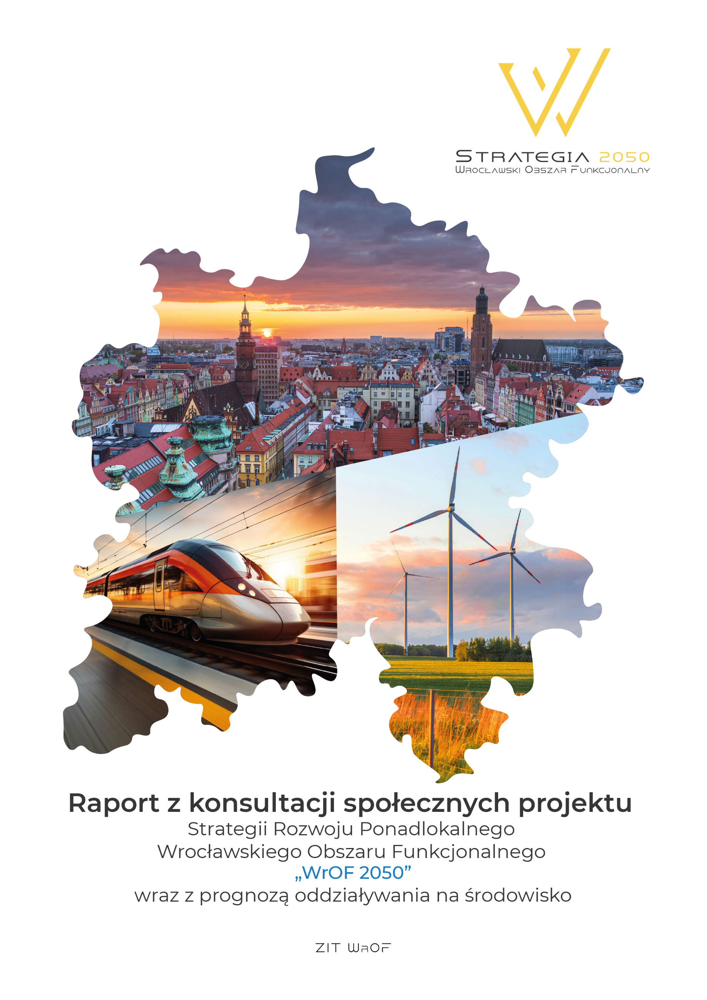 STRATEGIA 2050
WROCŁAWSKI OBSZAR FUNKCJONALNY
Raport z konsultacji społecznych projektu
Strategii Rozwoju Ponadlokalnego
Wrocławskiego Obszaru Funkcjonalnego
„WrOF 2050”
wraz z prognozą oddziaływania na środowisko
ZIT WROF